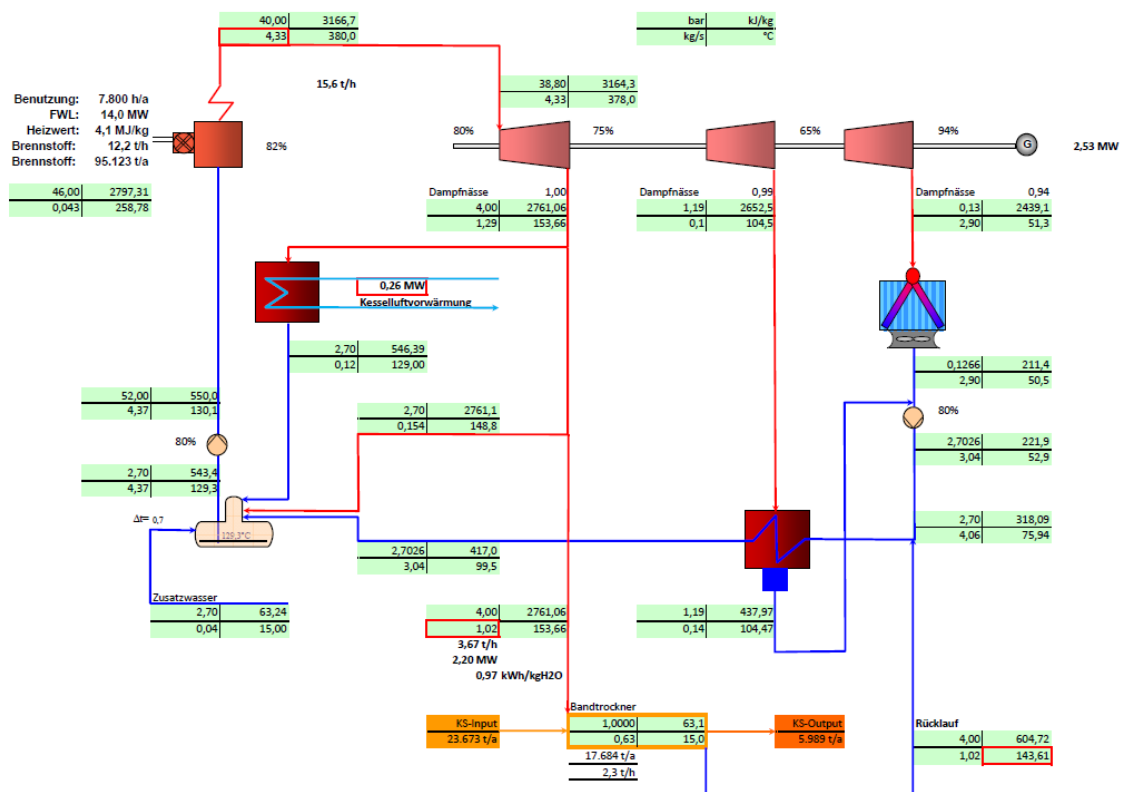 40,00 3166,7
4,33 380,0
bar kJ/kg
kg/s °C
15,6 t/h
38,80 3164,3
4,33 378,0
Benutzung: 7.800 h/a
FWL: 14,0 MW
Heizwert: 4,1 MJ/kg
Brennstoff: 12,2 t/h
Brennstoff: 95.123 t/a
82%
80%
75%
65%
94%
G
2,53 MW
46,00 2797,31
0,043 258,78
Dampfnässe 1,00
4,00 2761,06
1,29 153,66
0,99
1,19 2652,5
0,1 104,5
Dampfnässe 0,94
0,13 2439,1
2,90 51,3
0,26 MW
Kesselluftvorwärmung
2,70 546,39
0,12 129,00
0,1266 211,4
2,90 50,5
52,00 550,0
4,37 130,1
2,70 2761,1
0,154 148,8
80%
80%
2,7026 221,9
3,04 52,9
2,70 543,4
4,37 129,3
Δt= 0,7
129,3°C
2,70 318,09
4,06 75,94
2,7026 417,0
3,04 99,5
Zusatzwasser
2,70 63,24
0,04 15,00
4,00 2761,06
1,02 153,66
3,67 t/h
2,20 MW
0,97 kWh/kgH2O
1,19 437,97
0,14 104,47
Bandtrockner
KS-Input
23.673 t/a
1,0000 63,1
0,63 15,0
KS-Output
5.989 t/a
17.684 t/a
2,3 t/h
Rücklauf
4,00 604,72
1,02 143,61